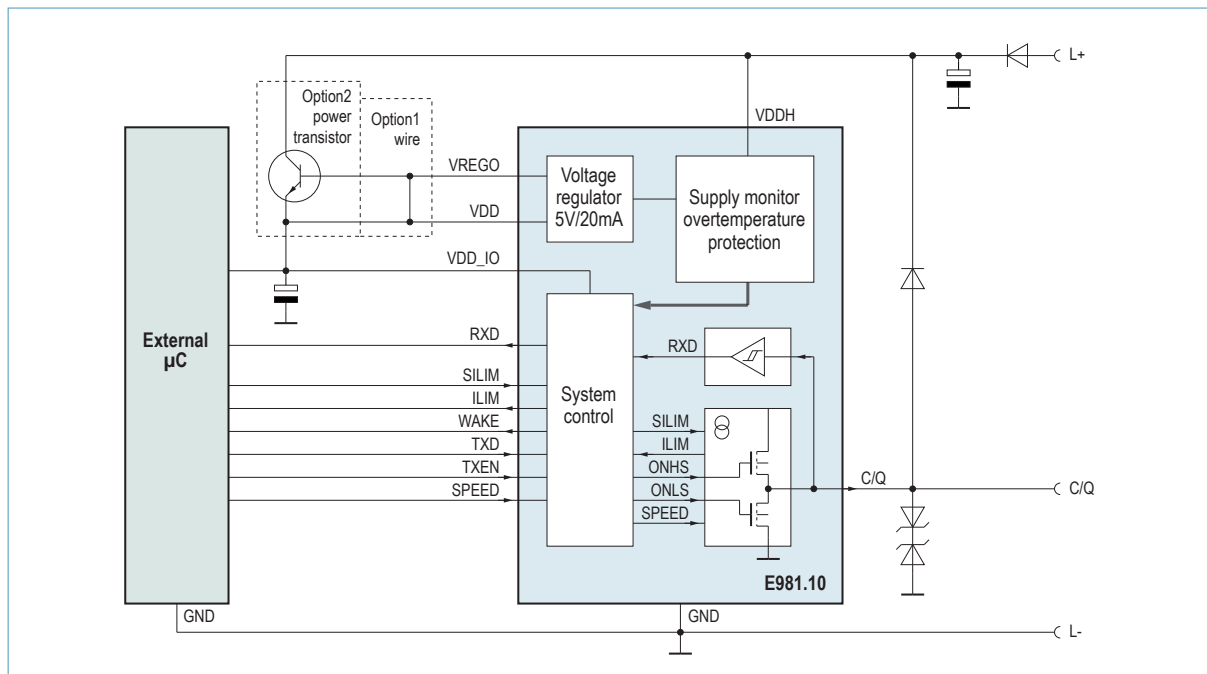 L+
Option2
power
transistor
Option1
wire
VDDH
VREGO
VDD
VDD_IO
Voltage
regulator
5V/20mA
Supply monitor
overtemperature
protection
External
µC
RXD
SILIM
ILIM
WAKE
TXD
TXEN
SPEED
System
control
RXD
SILIM
ILIM
ONHS
ONLS
SPEED
C/Q
C/Q
E981.10
GND
GND
L-